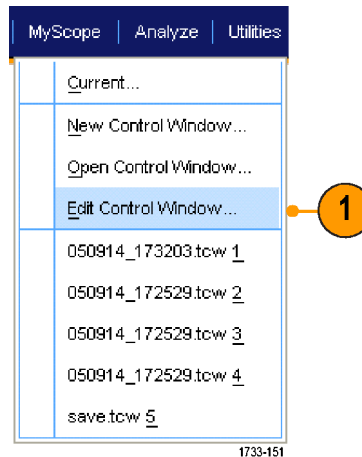 MyScope | Analyze | Utilities
Current...
New Control Window...
Open Control Window...
Edit Control Window...
1
050914_173203.tcw 1
050914_172529.tcw 2
050914_172529.tcw 3
050914_172529.tcw 4
save.tcw 5
1733-151